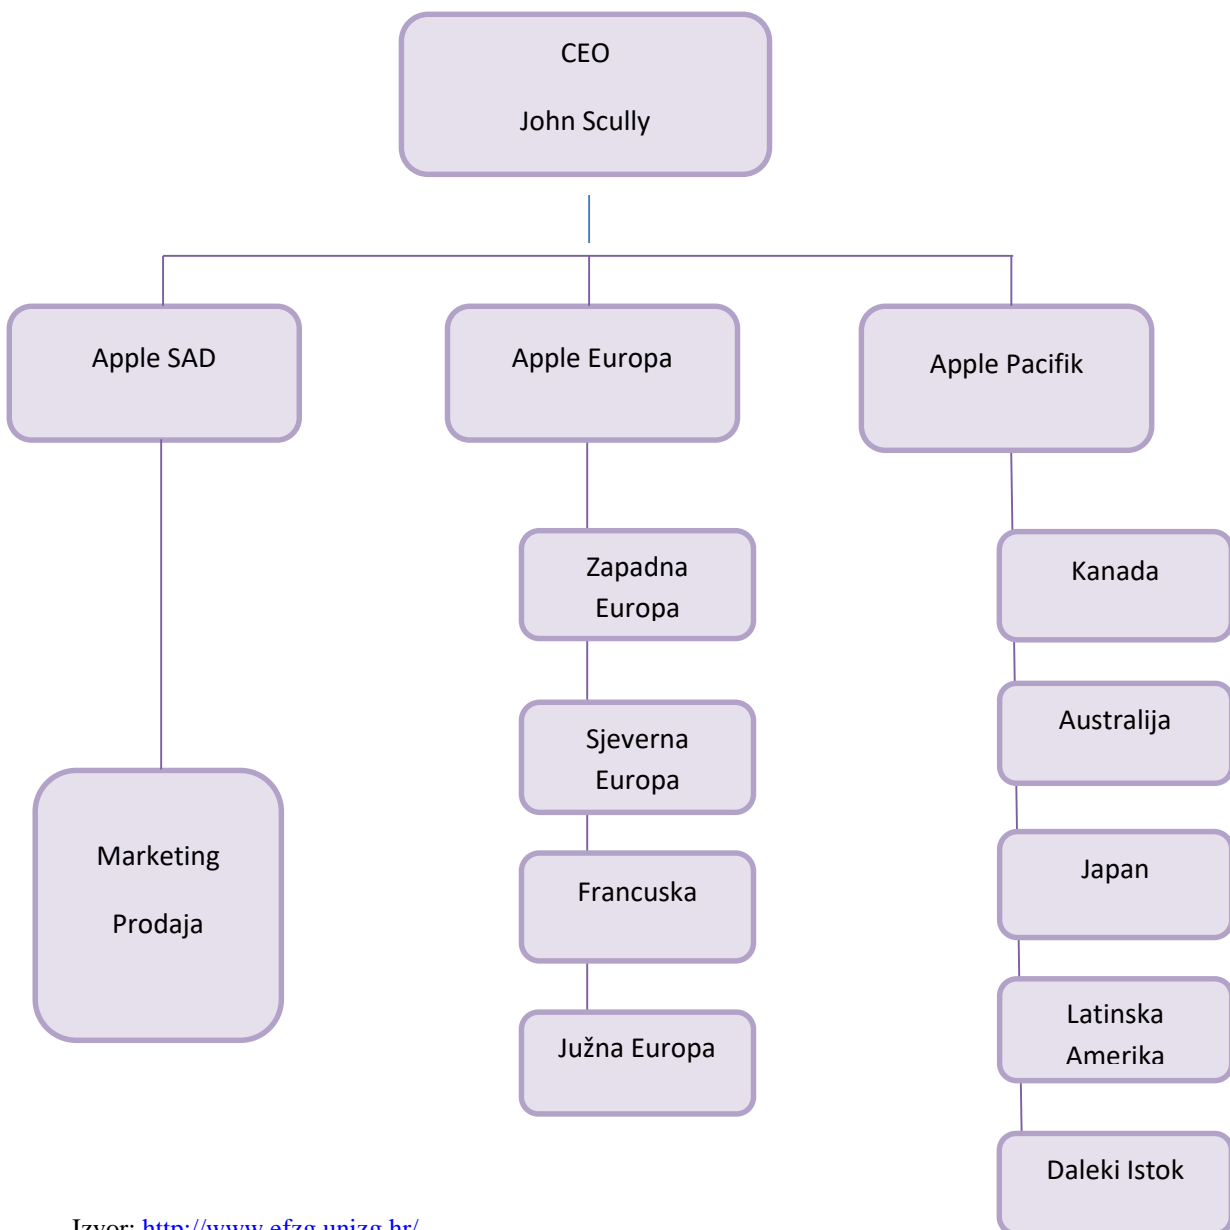 CEO
John Scully
Apple SAD
Apple Europa
Apple Pacifik
Marketing
Prodaja
Zapadna
Europa
Sjeverna
Europa
Francuska
Južna Europa
Kanada
Australija
Japan
Latinska
Amerika
Daleki Istok
Izvor: http://www.efzg.unizg.hr/